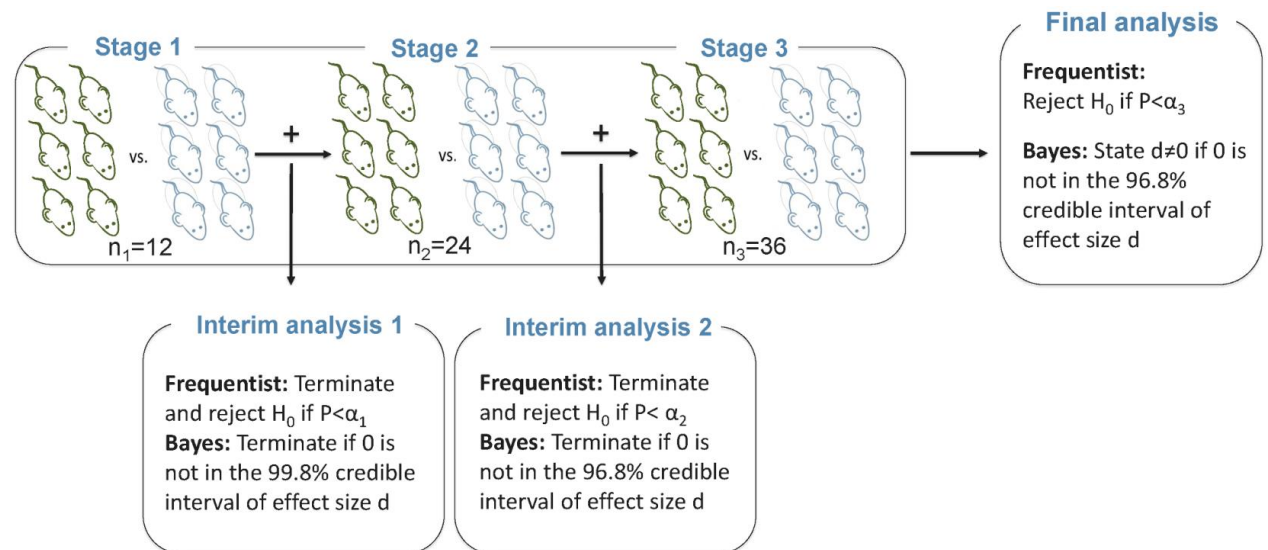 Stage 1
Stage 2
Stage 3
vs.
+
vs.
+
vs.
n₁=12
n₂=24
n₃=36
Final analysis
Frequentist:
Reject H₀ if P<α₃
Bayes: State d≠0 if 0 is
not in the 96.8%
credible interval of
effect size d
Interim analysis 1
Frequentist: Terminate
and reject H₀ if P<α₁
Bayes: Terminate if 0 is
not in the 99.8% credible
interval of effect size d
Interim analysis 2
Frequentist: Terminate
and reject H₀ if P< α₂
Bayes: Terminate if 0 is
not in the 96.8% credible
interval of effect size d